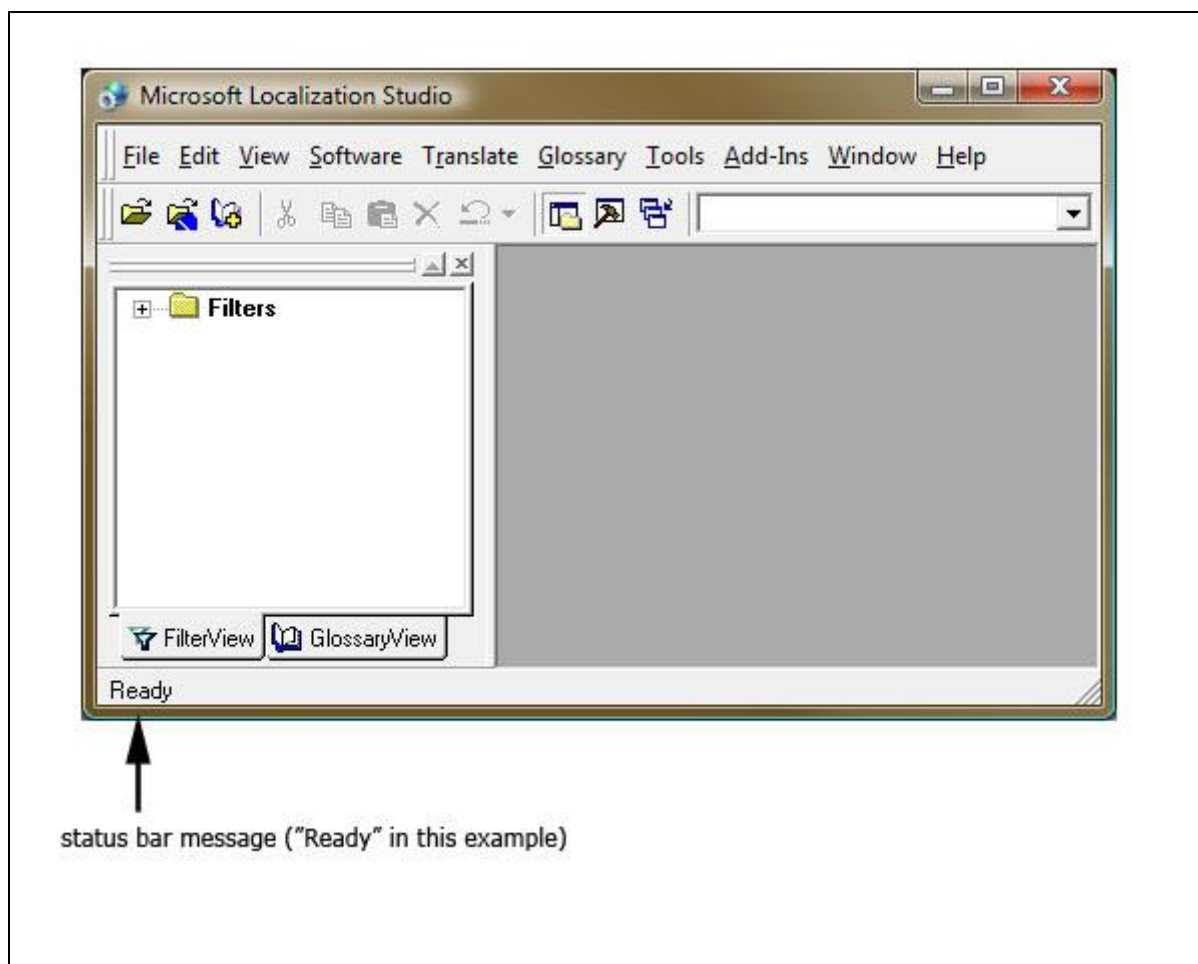 Microsoft Localization Studio
File Edit View Software Translate Glossary Tools Add-Ins Window Help
Filters
FilterView GlossaryView
Ready
status bar message ("Ready" in this example)